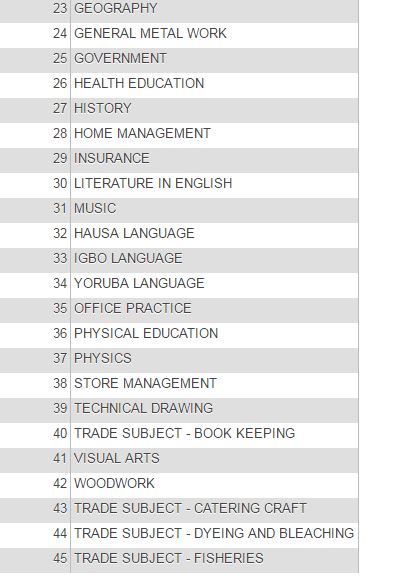 23 GEOGRAPHY
24 GENERAL METAL WORK
25 GOVERNMENT
26 HEALTH EDUCATION
27 HISTORY
28 HOME MANAGEMENT
29 INSURANCE
30 LITERATURE IN ENGLISH
31 MUSIC
32 HAUSA LANGUAGE
33 IGBO LANGUAGE
34 YORUBA LANGUAGE
35 OFFICE PRACTICE
36 PHYSICAL EDUCATION
37 PHYSICS
38 STORE MANAGEMENT
39 TECHNICAL DRAWING
40 TRADE SUBJECT - BOOK KEEPING
41 VISUAL ARTS
42 WOODWORK
43 TRADE SUBJECT - CATERING CRAFT
44 TRADE SUBJECT - DYEING AND BLEACHING
45 TRADE SUBJECT - FISHERIES